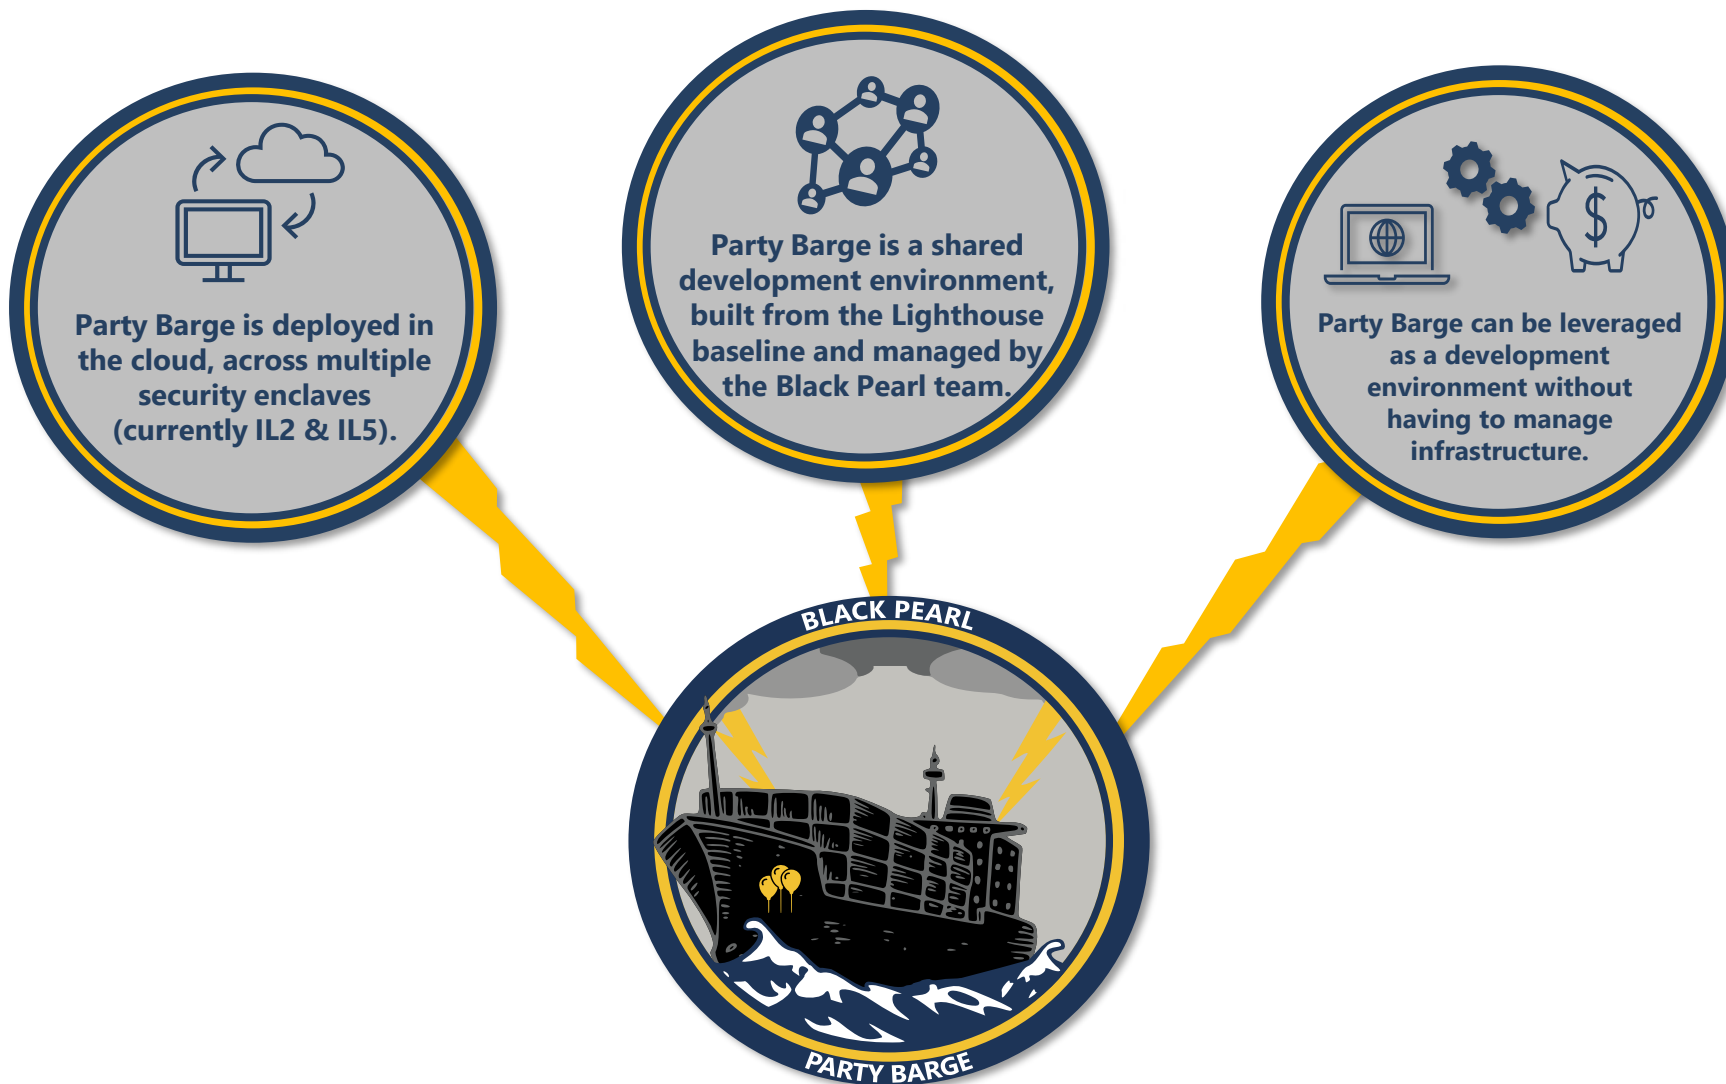 Party Barge is deployed in
the cloud, across multiple
security enclaves
(currently IL2 & IL5).
Party Barge is a shared
development environment,
built from the Lighthouse
baseline and managed by
the Black Pearl team.
$
Party Barge can be leveraged
as a development
environment without
having to manage
infrastructure.
BLACK PEARL
PARTY BARGE